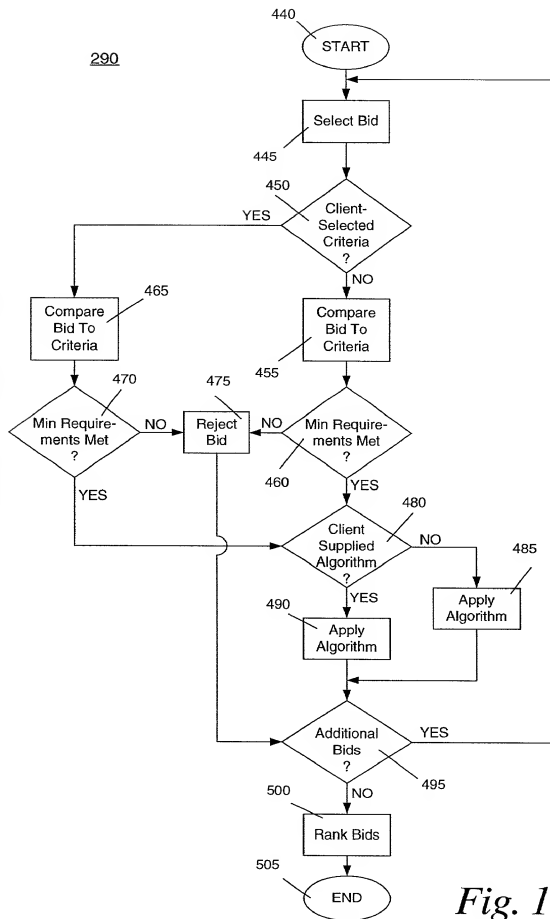 440
START
290
Select Bid
445
450
Client-
Selected
Criteria
?
YES
NO
465
Compare
Bid To
Criteria
Compare
Bid To
Criteria
455
470
Min Require-
ments Met
?
NO
475
Reject
Bid
NO
Min Require-
ments Met
?
460
YES
YES
480
Client
Supplied
Algorithm
?
NO
485
Apply
Algorithm
YES
490
Apply
Algorithm
Additional
Bids
?
YES
495
NO
500
Rank Bids
505
END
Fig. 1